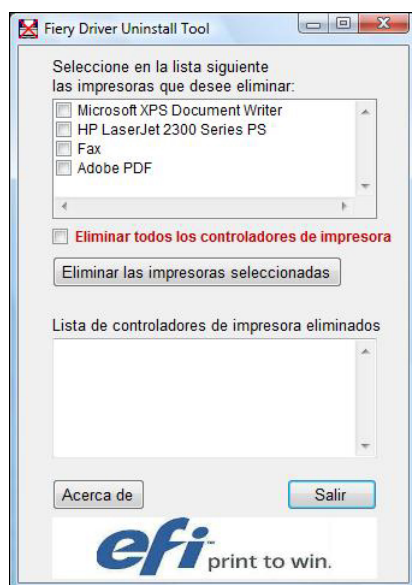 Fiery Driver Uninstall Tool
Seleccione en la lista siguiente
las impresoras que desee eliminar:
Microsoft XPS Document Writer
HP LaserJet 2300 Series PS
Fax
Adobe PDF
Eliminar todos los controladores de impresora
Eliminar las impresoras seleccionadas
Lista de controladores de impresora eliminados
Acerca de
Salir
efi™ print to win.